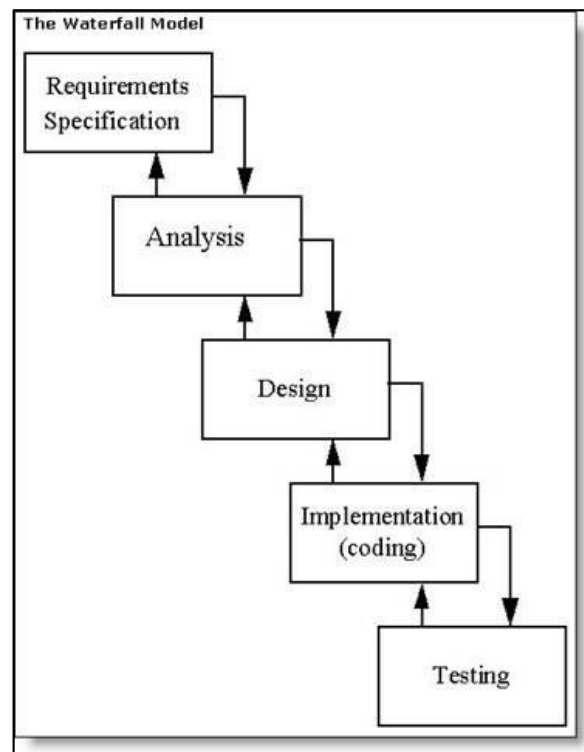 The Waterfall Model
Requirements
Specification
Analysis
Design
Implementation
(coding)
Testing